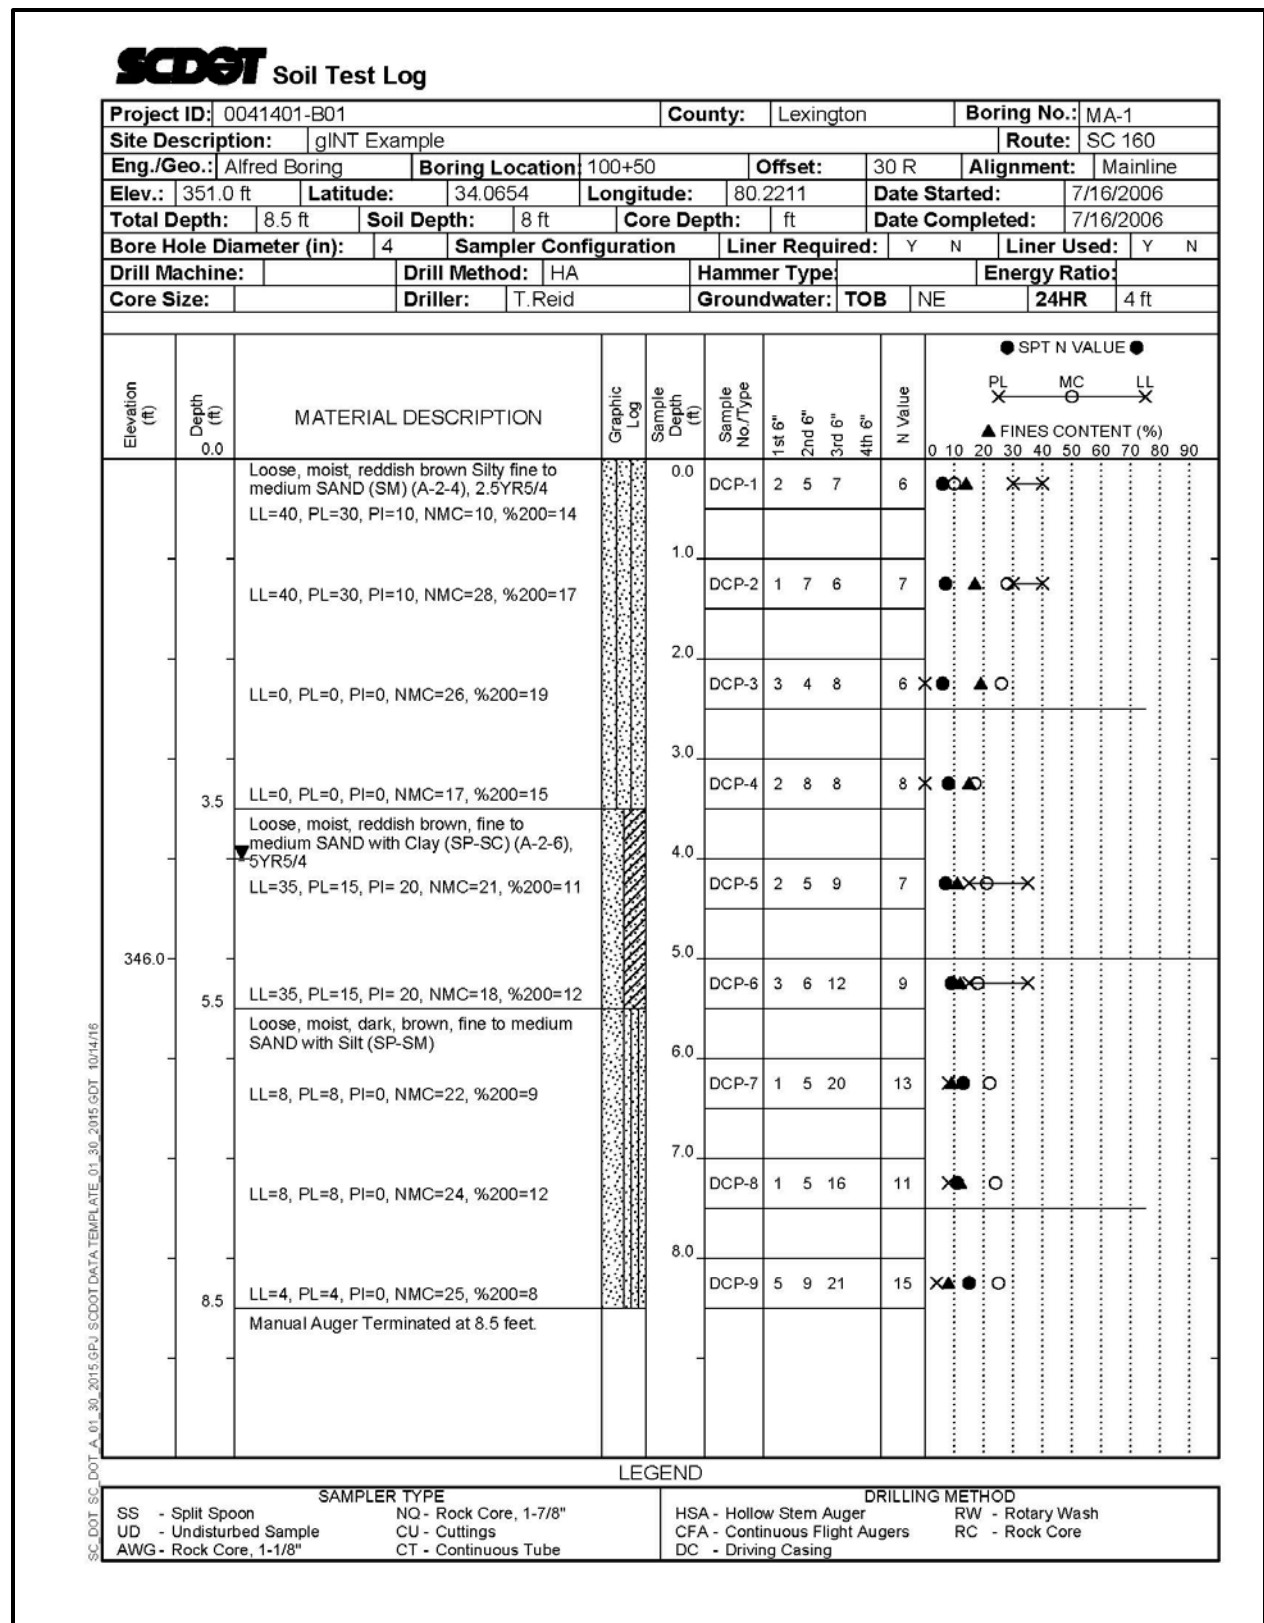 SCDOT Soil Test Log
Project ID: 0041401-B01 County: Lexington Boring No.: MA-1
Site Description: gINT Example Route: SC 160
Eng./Geo.: Alfred Boring Boring Location: 100+50 Offset: 30 R Alignment: Mainline
Elev.: 351.0 ft Latitude: 34.0654 Longitude: 80.2211 Date Started: 7/16/2006
Total Depth: 8.5 ft Soil Depth: 8 ft Core Depth: ft Date Completed: 7/16/2006
Bore Hole Diameter (in): 4 Sampler Configuration Liner Required: Y N Liner Used: Y N
Drill Machine: Drill Method: HA Hammer Type: Energy Ratio:
Core Size: Driller: T.Reid Groundwater: TOB NE 24HR 4 ft
Elevation (ft)
Depth (ft)
0.0
MATERIAL DESCRIPTION
Graphic Log
Sample Depth (ft)
Sample No./Type
1st 6"
2nd 6"
3rd 6"
4th 6"
N Value
SPT N VALUE
PL MC LL
FINES CONTENT (%)
0 10 20 30 40 50 60 70 80 90
Loose, moist, reddish brown Silty fine to
medium SAND (SM) (A-2-4), 2.5YR5/4
0.0 DCP-1 2 5 7 6
LL=40, PL=30, PI=10, NMC=10, %200=14
1.0
DCP-2 1 7 6 7
LL=40, PL=30, PI=10, NMC=28, %200=17
2.0
DCP-3 3 4 8 6
LL=0, PL=0, PI=0, NMC=26, %200=19
3.0
DCP-4 2 8 8 8
LL=0, PL=0, PI=0, NMC=17, %200=15
3.5
Loose, moist, reddish brown, fine to
medium SAND with Clay (SP-SC) (A-2-6),
5YR5/4
4.0
DCP-5 2 5 9 7
LL=35, PL=15, PI= 20, NMC=21, %200=11
346.0
5.0
DCP-6 3 6 12 9
LL=35, PL=15, PI= 20, NMC=18, %200=12
5.5
Loose, moist, dark, brown, fine to medium
SAND with Silt (SP-SM)
6.0
DCP-7 1 5 20 13
LL=8, PL=8, PI=0, NMC=22, %200=9
7.0
DCP-8 1 5 16 11
LL=8, PL=8, PI=0, NMC=24, %200=12
8.0
DCP-9 5 9 21 15
LL=4, PL=4, PI=0, NMC=25, %200=8
8.5
Manual Auger Terminated at 8.5 feet.
SC_DOT SC_DOT_A_01_30_2015.GPJ SCDOT DATA TEMPLATE_01_30_2015.GDT 10/14/16
LEGEND
SAMPLER TYPE
SS - Split Spoon NQ - Rock Core, 1-7/8"
UD - Undisturbed Sample CU - Cuttings
AWG - Rock Core, 1-1/8" CT - Continuous Tube
DRILLING METHOD
HSA - Hollow Stem Auger RW - Rotary Wash
CFA - Continuous Flight Augers RC - Rock Core
DC - Driving Casing